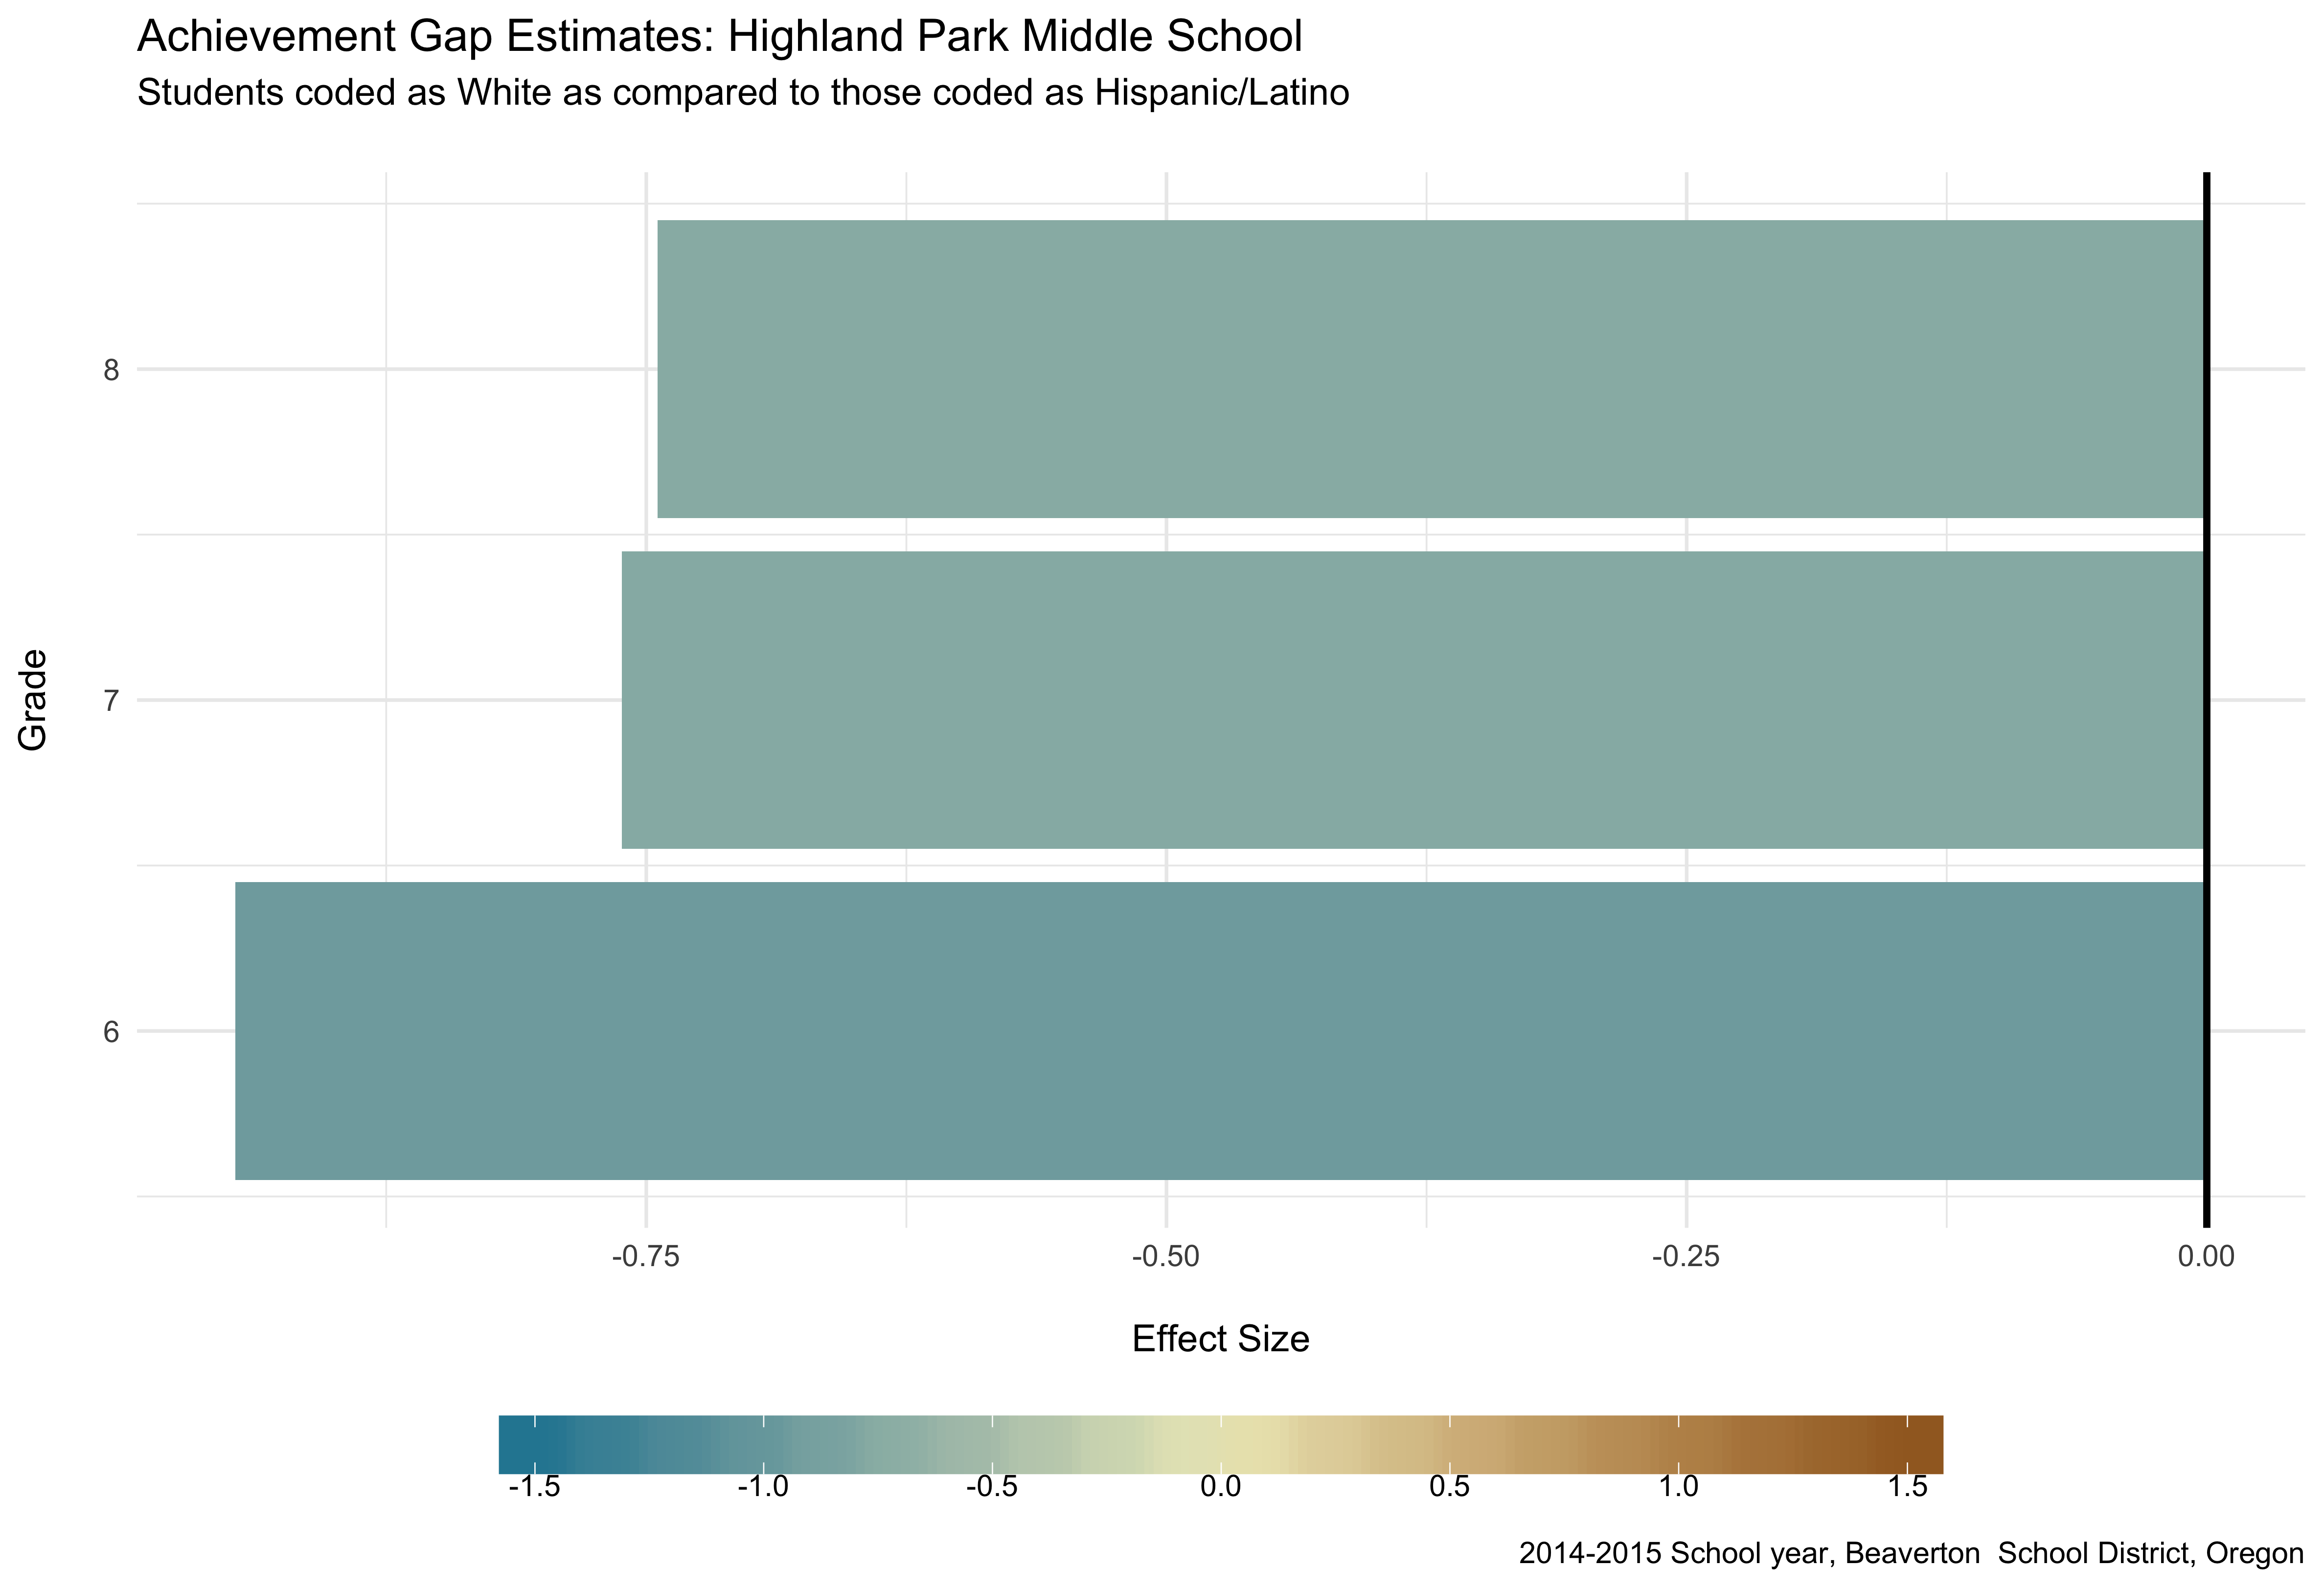 Achievement Gap Estimates: Highland Park Middle School
Students coded as White as compared to those coded as Hispanic/Latino
8
7
6
Grade
-0.75 -0.50 -0.25 0.00
Effect Size
-1.5 -1.0 -0.5 0.0 0.5 1.0 1.5
2014-2015 School year, Beaverton  School District, Oregon